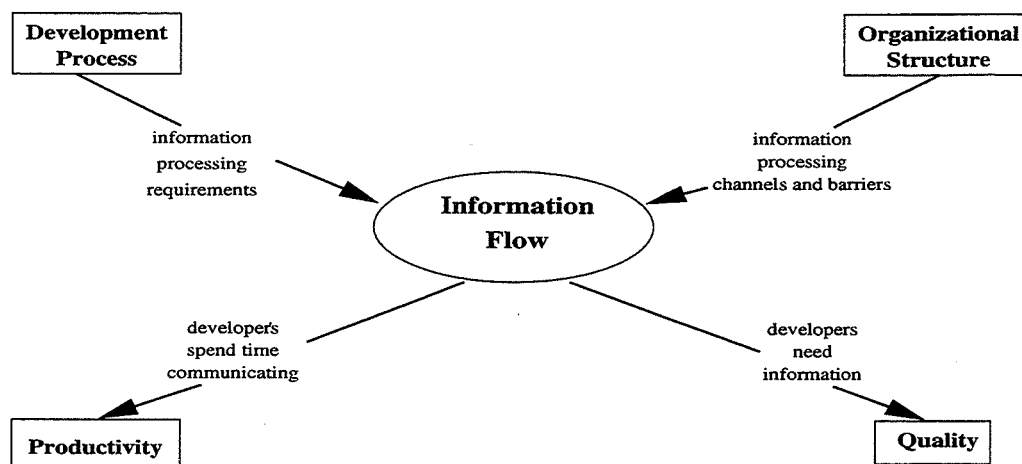 Development
Process
Organizational
Structure
information
processing
requirements
information
processing
channels and barriers
Information
Flow
developer's
spend time
communicating
developers
need
information
Productivity
Quality